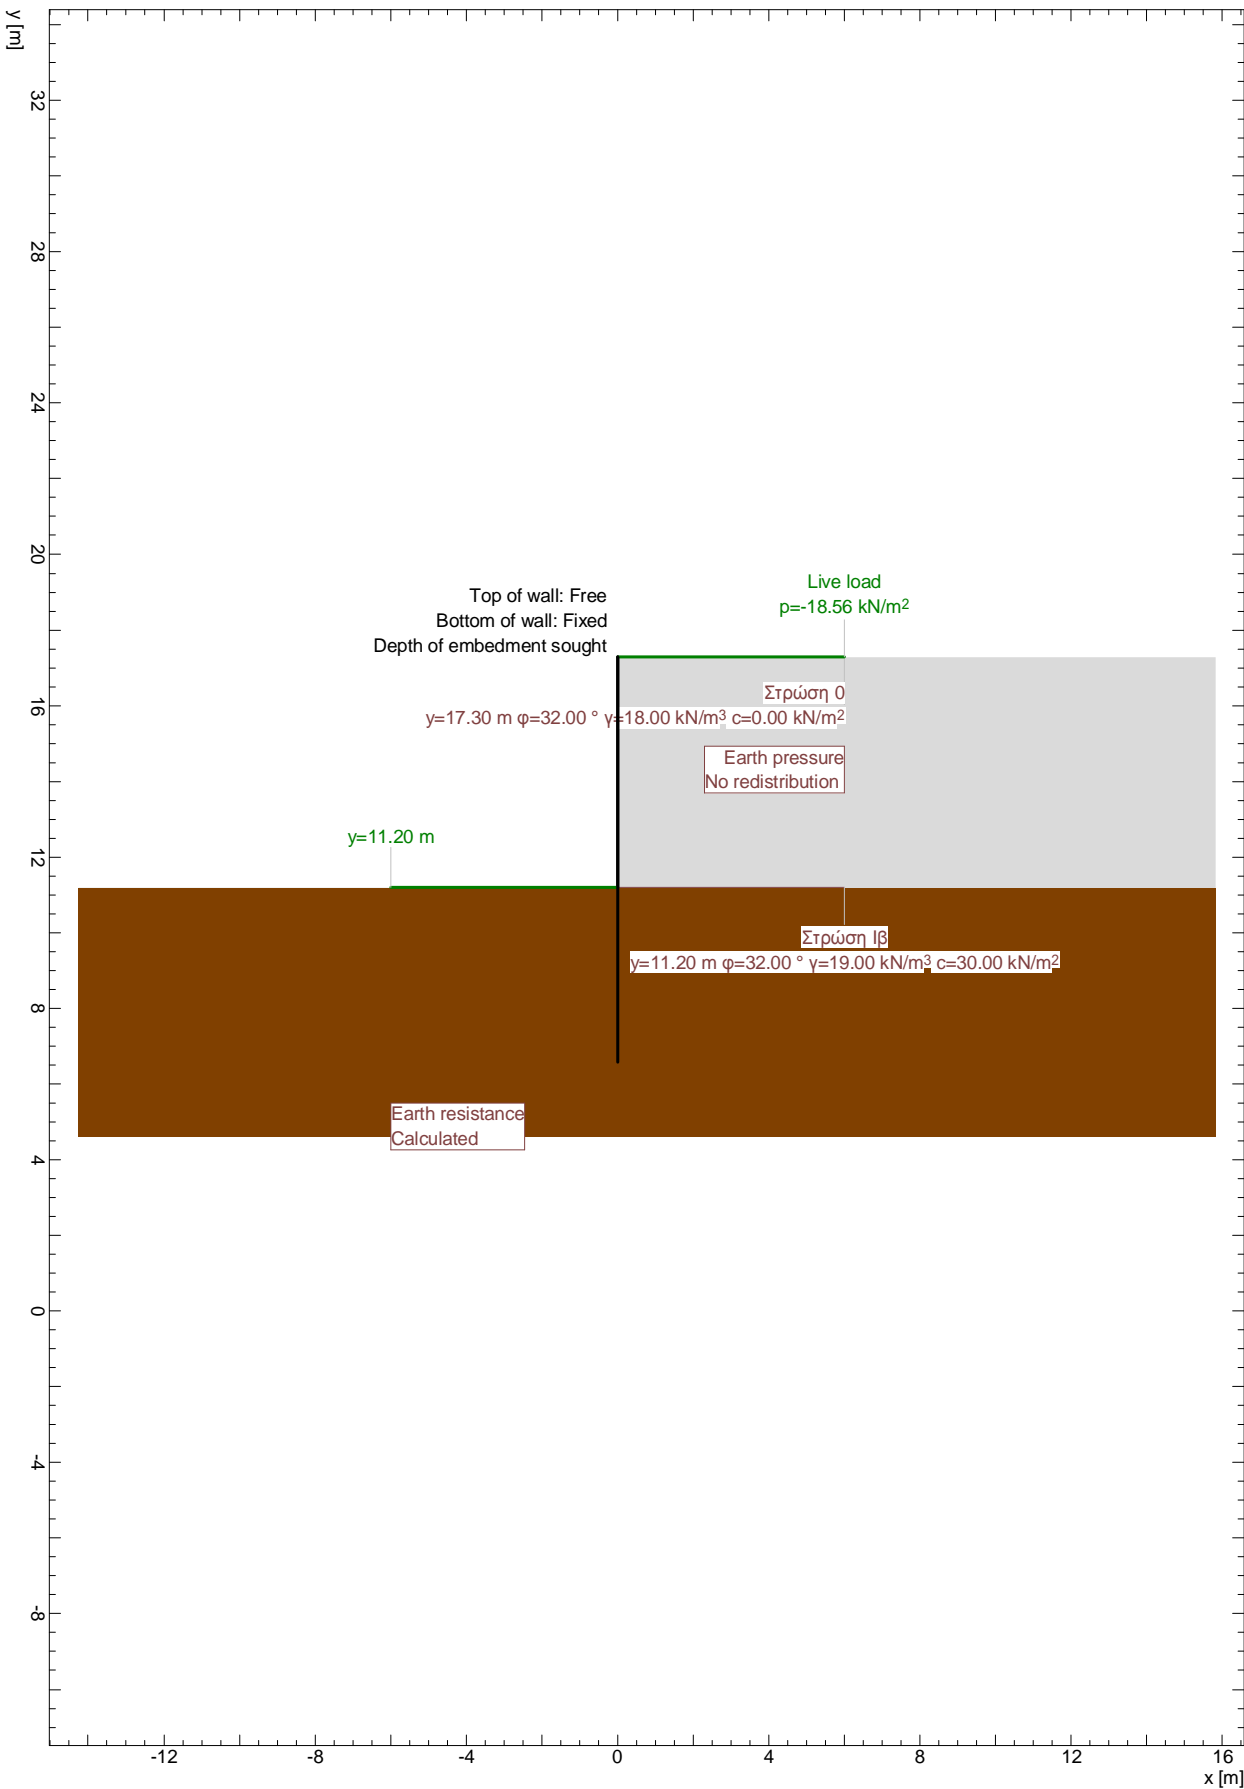 y [m]
32
28
24
20
16
12
8
4
0
-4
-8
Top of wall: Free
Bottom of wall: Fixed
Depth of embedment sought
Live load
p=-18.56 kN/m²
Στρώση 0
y=17.30 m φ=32.00 ° γ=18.00 kN/m³ c=0.00 kN/m²
Earth pressure
No redistribution
y=11.20 m
Στρώση Iβ
y=11.20 m φ=32.00 ° γ=19.00 kN/m³ c=30.00 kN/m²
Earth resistance
Calculated
-12 -8 -4 0 4 8 12 16
x [m]